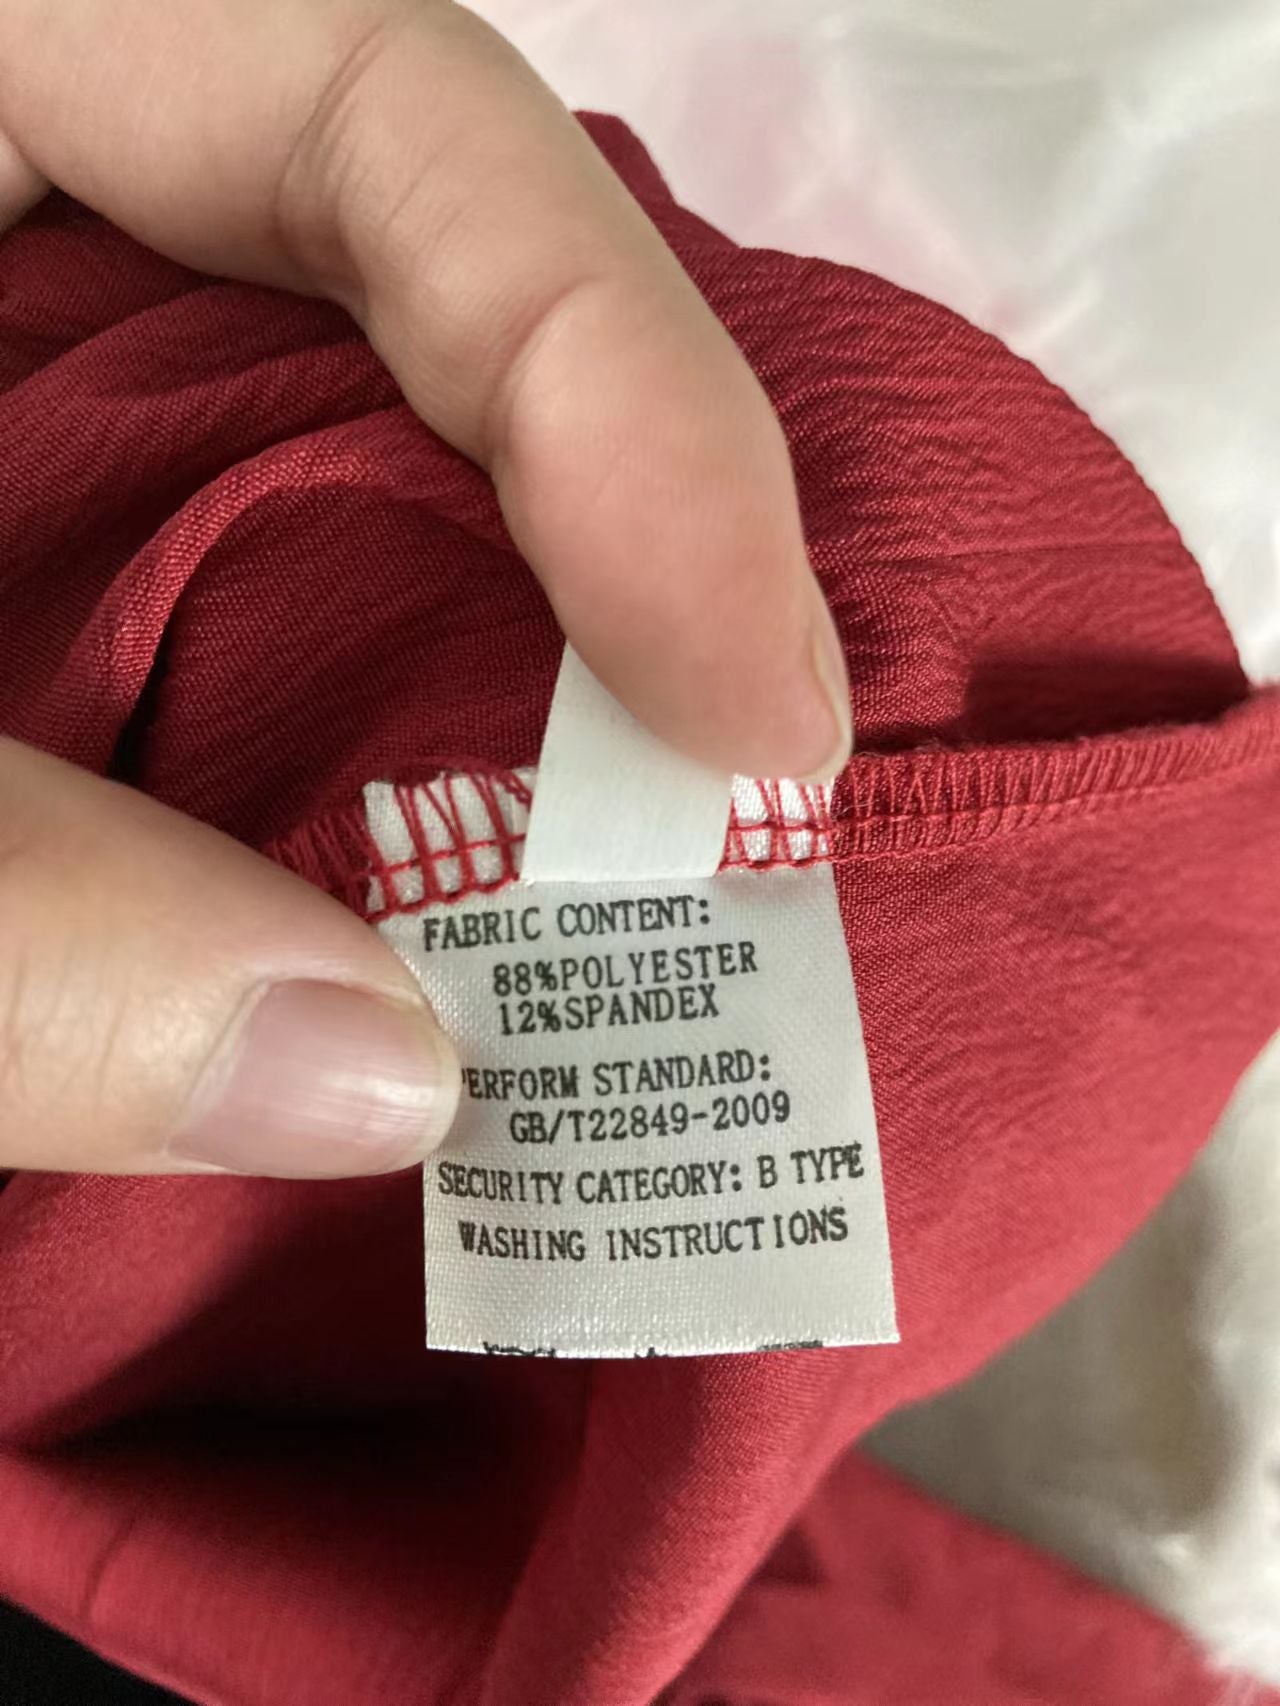 FABRIC CONTENT:
88%POLYESTER
12%SPANDEX
PERFORM STANDARD:
GB/T22849-2009
SECURITY CATEGORY: B TYPE
WASHING INSTRUCTIONS